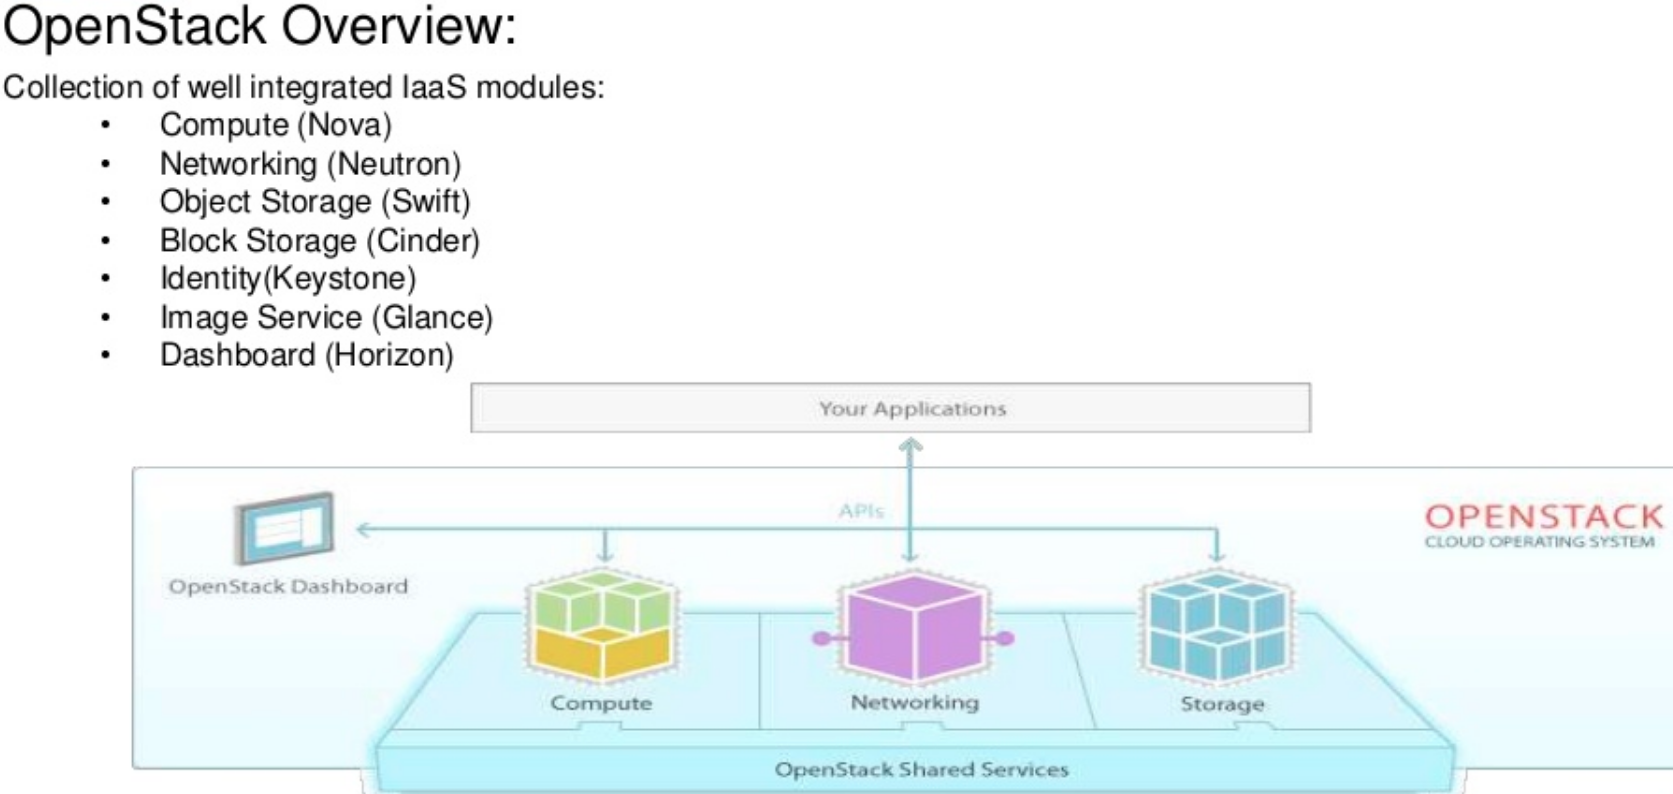 OpenStack Overview:
Collection of well integrated IaaS modules:
• Compute (Nova)
• Networking (Neutron)
• Object Storage (Swift)
• Block Storage (Cinder)
• Identity(Keystone)
• Image Service (Glance)
• Dashboard (Horizon)
Your Applications
APIs
OPENSTACK
CLOUD OPERATING SYSTEM
OpenStack Dashboard
Compute
Networking
Storage
OpenStack Shared Services